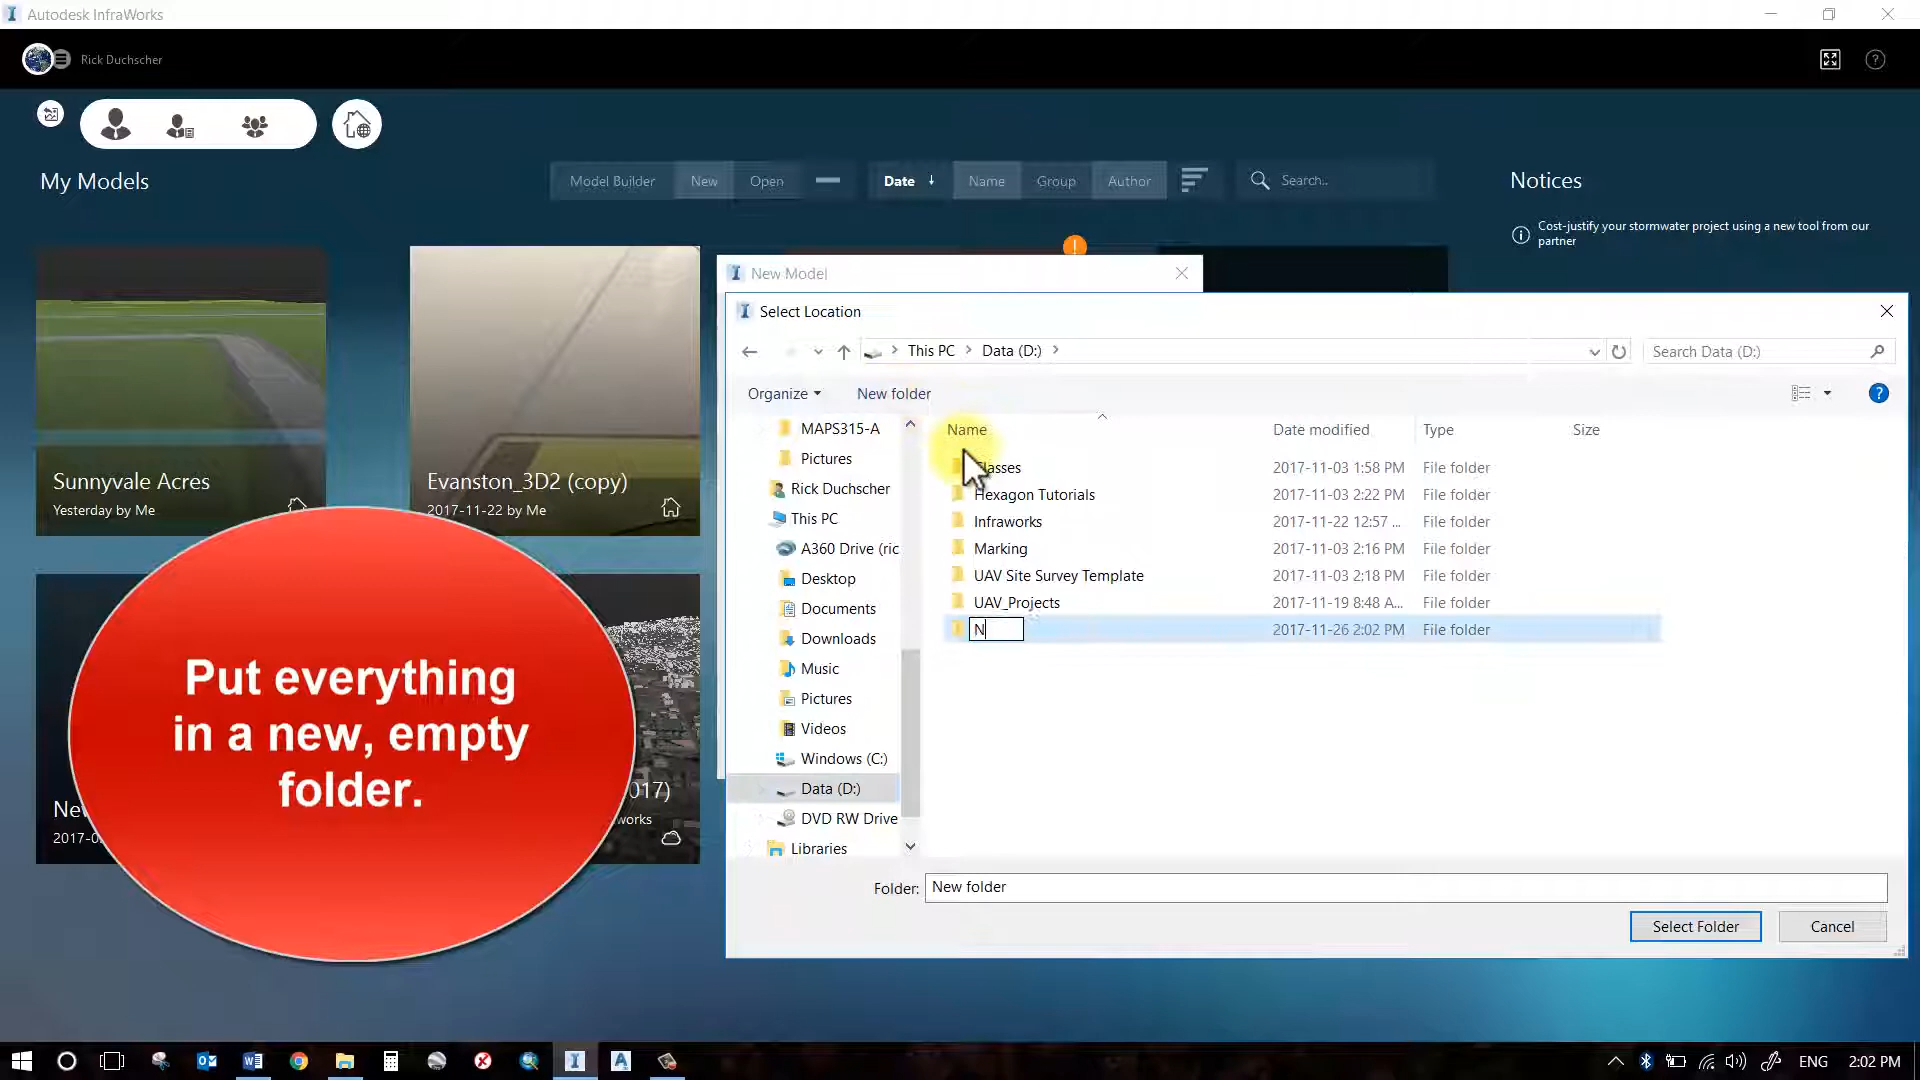 Autodesk InfraWorks
Rick Duchscher
My Models
Model Builder
New
Open
Date ↓
Name
Group
Author
Search..
Notices
Cost-justify your stormwater project using a new tool from our
partner
Sunnyvale Acres
Yesterday by Me
Evanston_3D2 (copy)
2017-11-22 by Me
New Model
Select Location
This PC > Data (D:) >
Search Data (D:)
Organize
New folder
MAPS315-A
Pictures
Rick Duchscher
This PC
A360 Drive (ric
Desktop
Documents
Downloads
Music
Pictures
Videos
Windows (C:)
Data (D:)
DVD RW Drive
Libraries
Name Date modified Type Size
lasses 2017-11-03 1:58 PM File folder
Hexagon Tutorials 2017-11-03 2:22 PM File folder
Infraworks 2017-11-22 12:57 ... File folder
Marking 2017-11-03 2:16 PM File folder
UAV Site Survey Template 2017-11-03 2:18 PM File folder
UAV_Projects 2017-11-19 8:48 A... File folder
N 2017-11-26 2:02 PM File folder
Folder: New folder
Select Folder
Cancel
Put everything
in a new, empty
folder.
Ne
2017-0
017)
works
ENG
2:02 PM